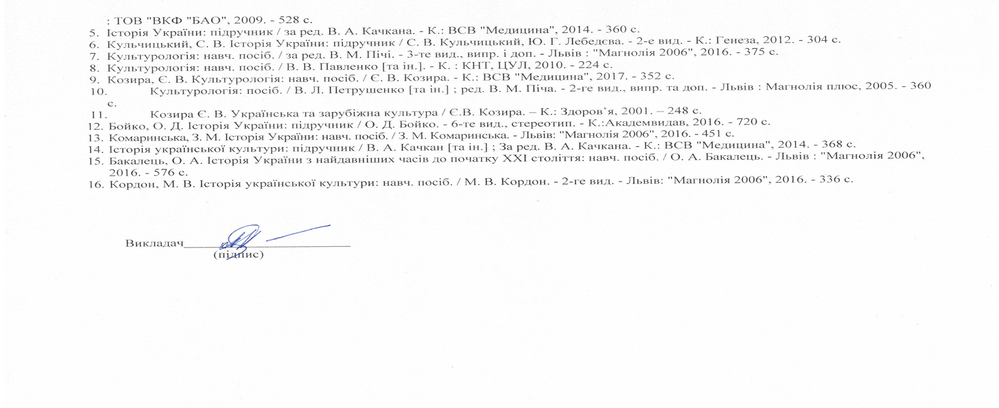 : ТОВ "ВКФ "БАО", 2009. - 528 с.
5. Історія України: підручник / за ред. В. А. Качкана. - К.: ВСВ "Медицина", 2014. - 360 с.
6. Кульчицький, С. В. Історія України: підручник / С. В. Кульчицький, Ю. Г. Лебедєва. - 2-е вид. - К.: Генеза, 2012. - 304 с.
7. Культурологія: навч. посіб. / за ред. В. М. Пічі. - 3-те вид., випр. і доп. - Львів : "Магнолія 2006", 2016. - 375 с.
8. Культурологія: навч. посіб. / В. В. Павленко [та ін.]. - К. : КНТ, ЦУЛ, 2010. - 224 с.
9. Козира, Є. В. Культурологія: навч. посіб. / Є. В. Козира. - К.: ВСВ "Медицина", 2017. - 352 с.
10. Культурологія: посіб. / В. Л. Петрушенко [та ін.] ; ред. В. М. Піча. - 2-ге вид., випр. та доп. - Львів : Магнолія плюс, 2005. - 360
с.
11. Козира Є. В. Українська та зарубіжна культура / Є.В. Козира. – К.: Здоров’я, 2001. – 248 с.
12. Бойко, О. Д. Історія України: підручник / О. Д. Бойко. - 6-те вид., стереотип. - К.:Академвидав, 2016. - 720 с.
13. Комаринська, З. М. Історія України: навч. посіб. / З. М. Комаринська. - Львів: "Магнолія 2006", 2016. - 451 с.
14. Історія української культури: підручник / В. А. Качкан [та ін.] ; За ред. В. А. Качкана. - К.: ВСВ "Медицина", 2014. - 368 с.
15. Бакалець, О. А. Історія України з найдавніших часів до початку ХХІ століття: навч. посіб. / О. А. Бакалець. - Львів : "Магнолія 2006",
2016. - 576 с.
16. Кордон, М. В. Історія української культури: навч. посіб. / М. В. Кордон. - 2-ге вид. - Львів: "Магнолія 2006", 2016. - 336 с.
Викладач
(підпис)